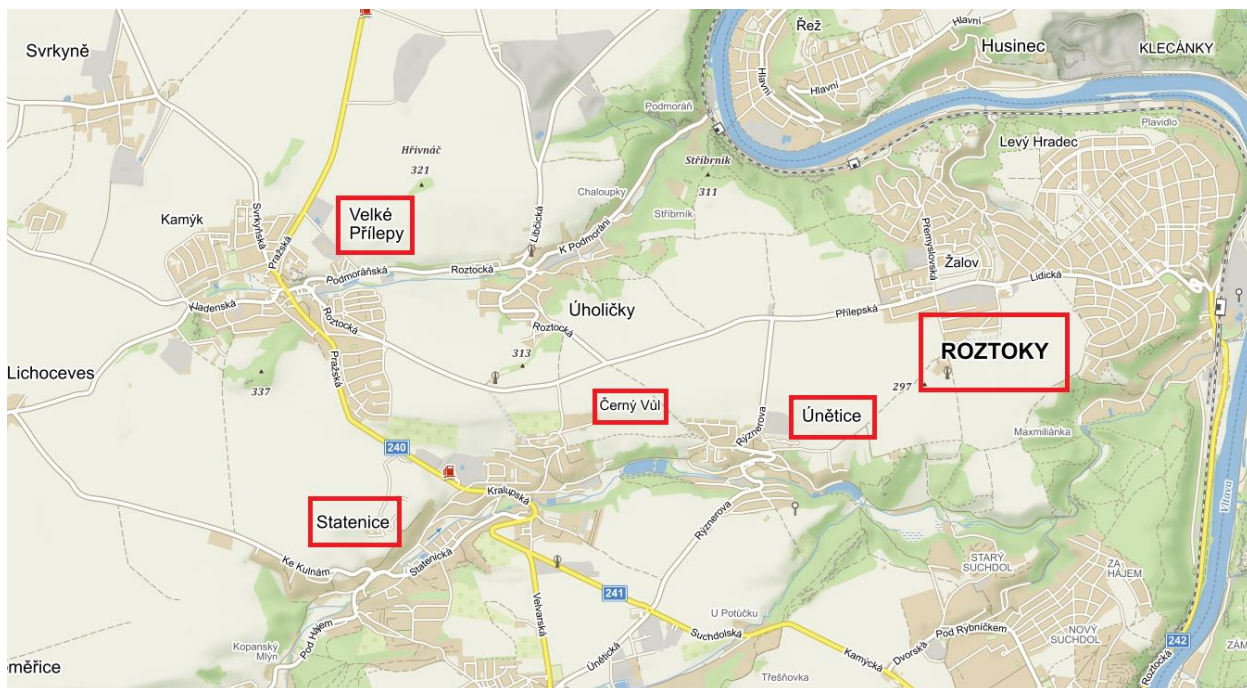 Řež
Hlavní
Svrkyně
Husinec
KLECÁNKY
Hlavní
Hlavní
Podmoráň
Plavidlo
Levý Hradec
Hřivnáč
321
Stříbrník
311
Chaloupky
Kamýk
Svrkyňská
Pražská
Velké
Přílepy
Libčická
K Podmoráni
Stříbrník
Přemyslovská
Žalov
Lidická
Podmoráňská
Roztocká
Kladenská
Roztocká
Úholičky
Přílepská
Roztocká
ROZTOKY
Pražská
313
Lichoceves
337
297
Černý Vůl
Únětice
Rýznerova
Maxmiliánka
240
Kralupská
Vltava
Statenice
Rýznerova
Statenická
Ke Kulnám
STARÝ
SUCHDOL
ZA
HÁJEM
241
Velvarská
U Potůčku
Suchdolská
Pod Rybníčkem
NOVÝ
SUCHDOL
242
Kopanský
Mlýn
Pod Hájem
Únětická
Kamýcká
Dvorská
Roztocká
ZÁM
oměřice
Třešňovka